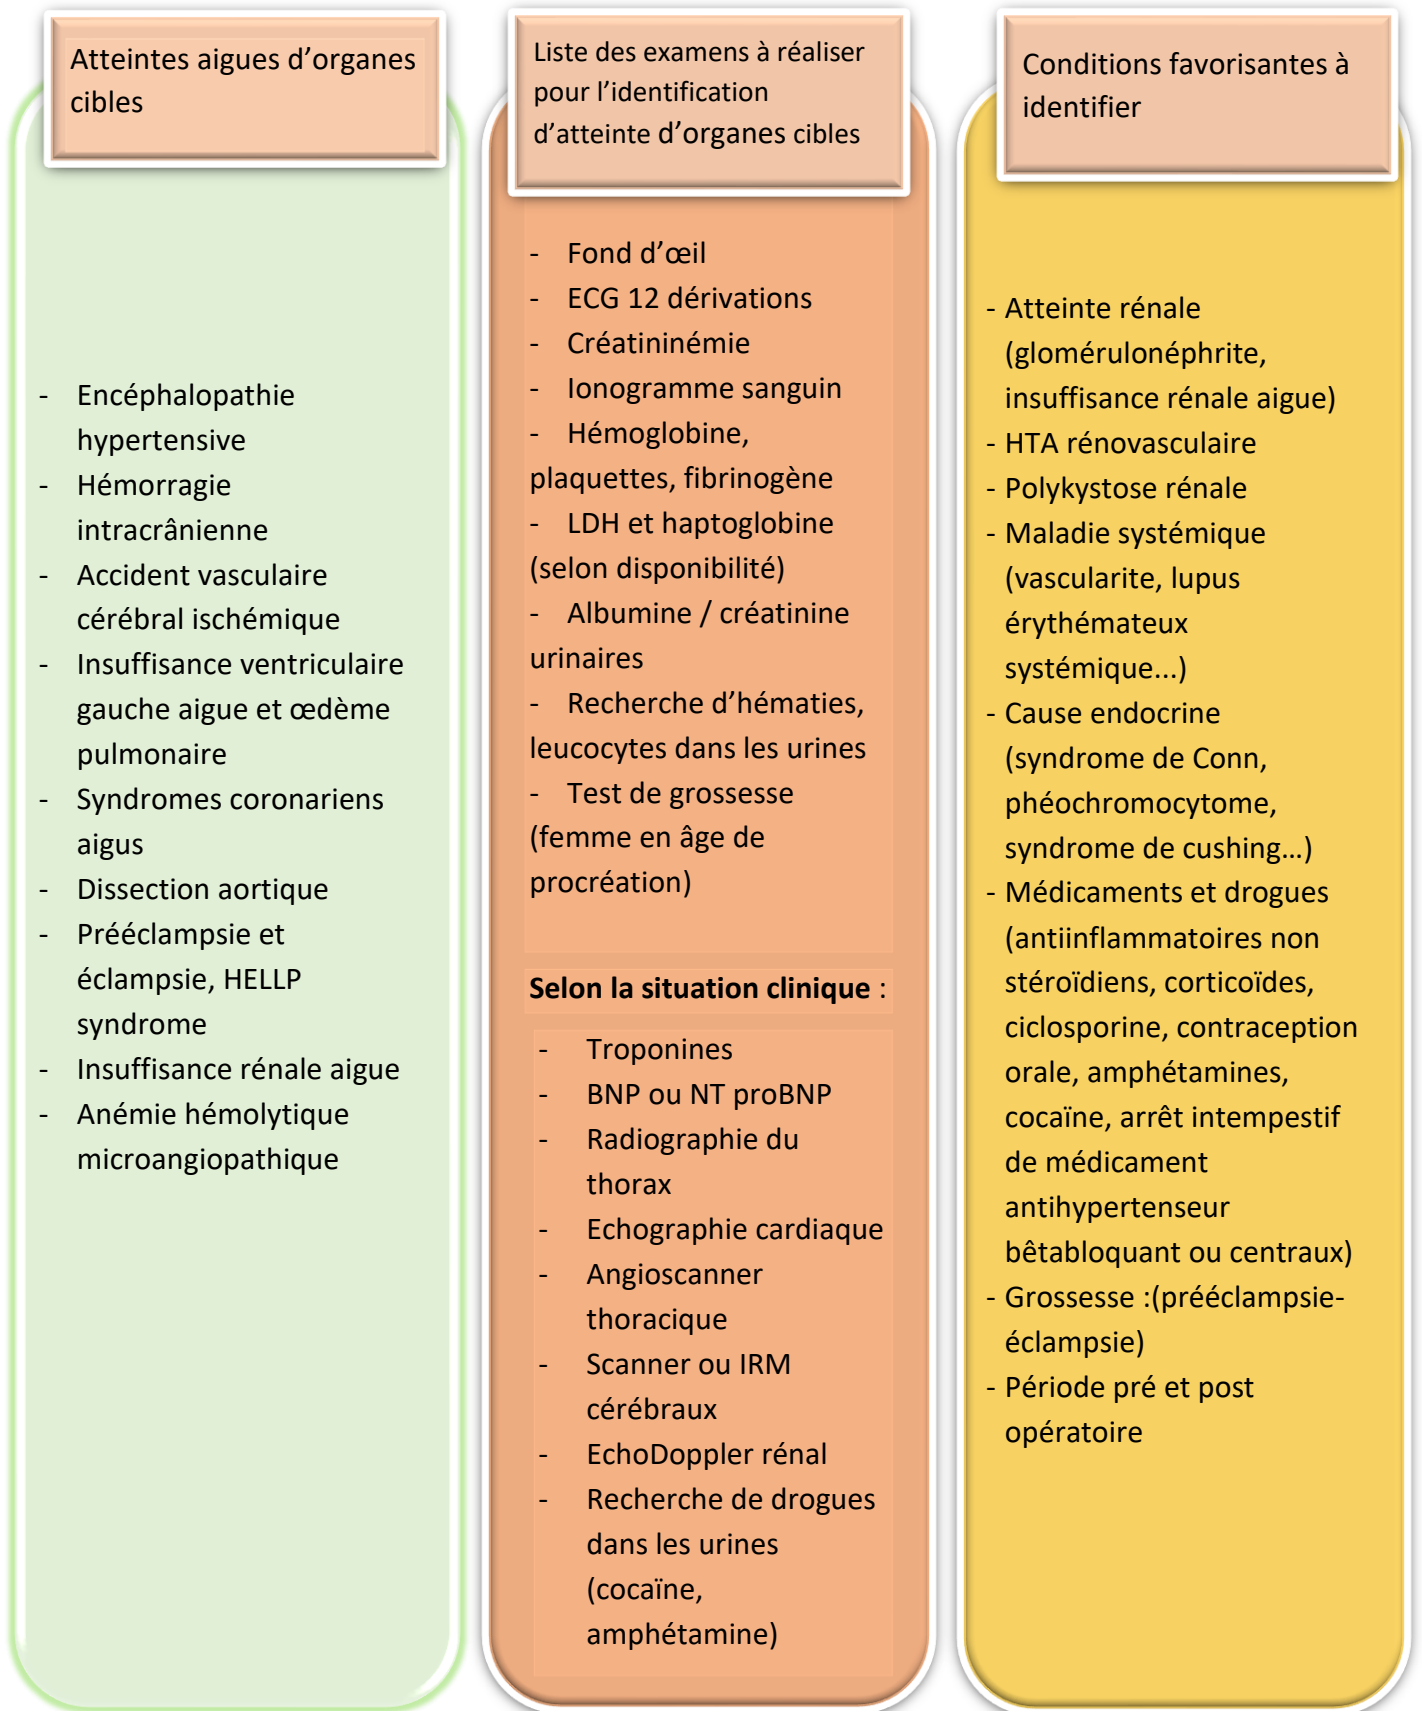 Atteintes aigues d’organes
cibles
- Encéphalopathie
hypertensive
- Hémorragie
intracrânienne
- Accident vasculaire
cérébral ischémique
- Insuffisance ventriculaire
gauche aigue et œdème
pulmonaire
- Syndromes coronariens
aigus
- Dissection aortique
- Prééclampsie et
éclampsie, HELLP
syndrome
- Insuffisance rénale aigue
- Anémie hémolytique
microangiopathique
Liste des examens à réaliser
pour l’identification
d’atteinte d’organes cibles
- Fond d’œil
- ECG 12 dérivations
- Créatininémie
- Ionogramme sanguin
- Hémoglobine,
plaquettes, fibrinogène
- LDH et haptoglobine
(selon disponibilité)
- Albumine / créatinine
urinaires
- Recherche d’hématies,
leucocytes dans les urines
- Test de grossesse
(femme en âge de
procréation)
Selon la situation clinique :
- Troponines
- BNP ou NT proBNP
- Radiographie du
thorax
- Echographie cardiaque
- Angioscanner
thoracique
- Scanner ou IRM
cérébraux
- EchoDoppler rénal
- Recherche de drogues
dans les urines
(cocaïne,
amphétamine)
Conditions favorisantes à
identifier
- Atteinte rénale
(glomérulonéphrite,
insuffisance rénale aigue)
- HTA rénovasculaire
- Polykystose rénale
- Maladie systémique
(vascularite, lupus
érythémateux
systémique...)
- Cause endocrine
(syndrome de Conn,
phéochromocytome,
syndrome de cushing…)
- Médicaments et drogues
(antiinflammatoires non
stéroïdiens, corticoïdes,
ciclosporine, contraception
orale, amphétamines,
cocaïne, arrêt intempestif
de médicament
antihypertenseur
bêtabloquant ou centraux)
- Grossesse :(prééclampsie-
éclampsie)
- Période pré et post
opératoire